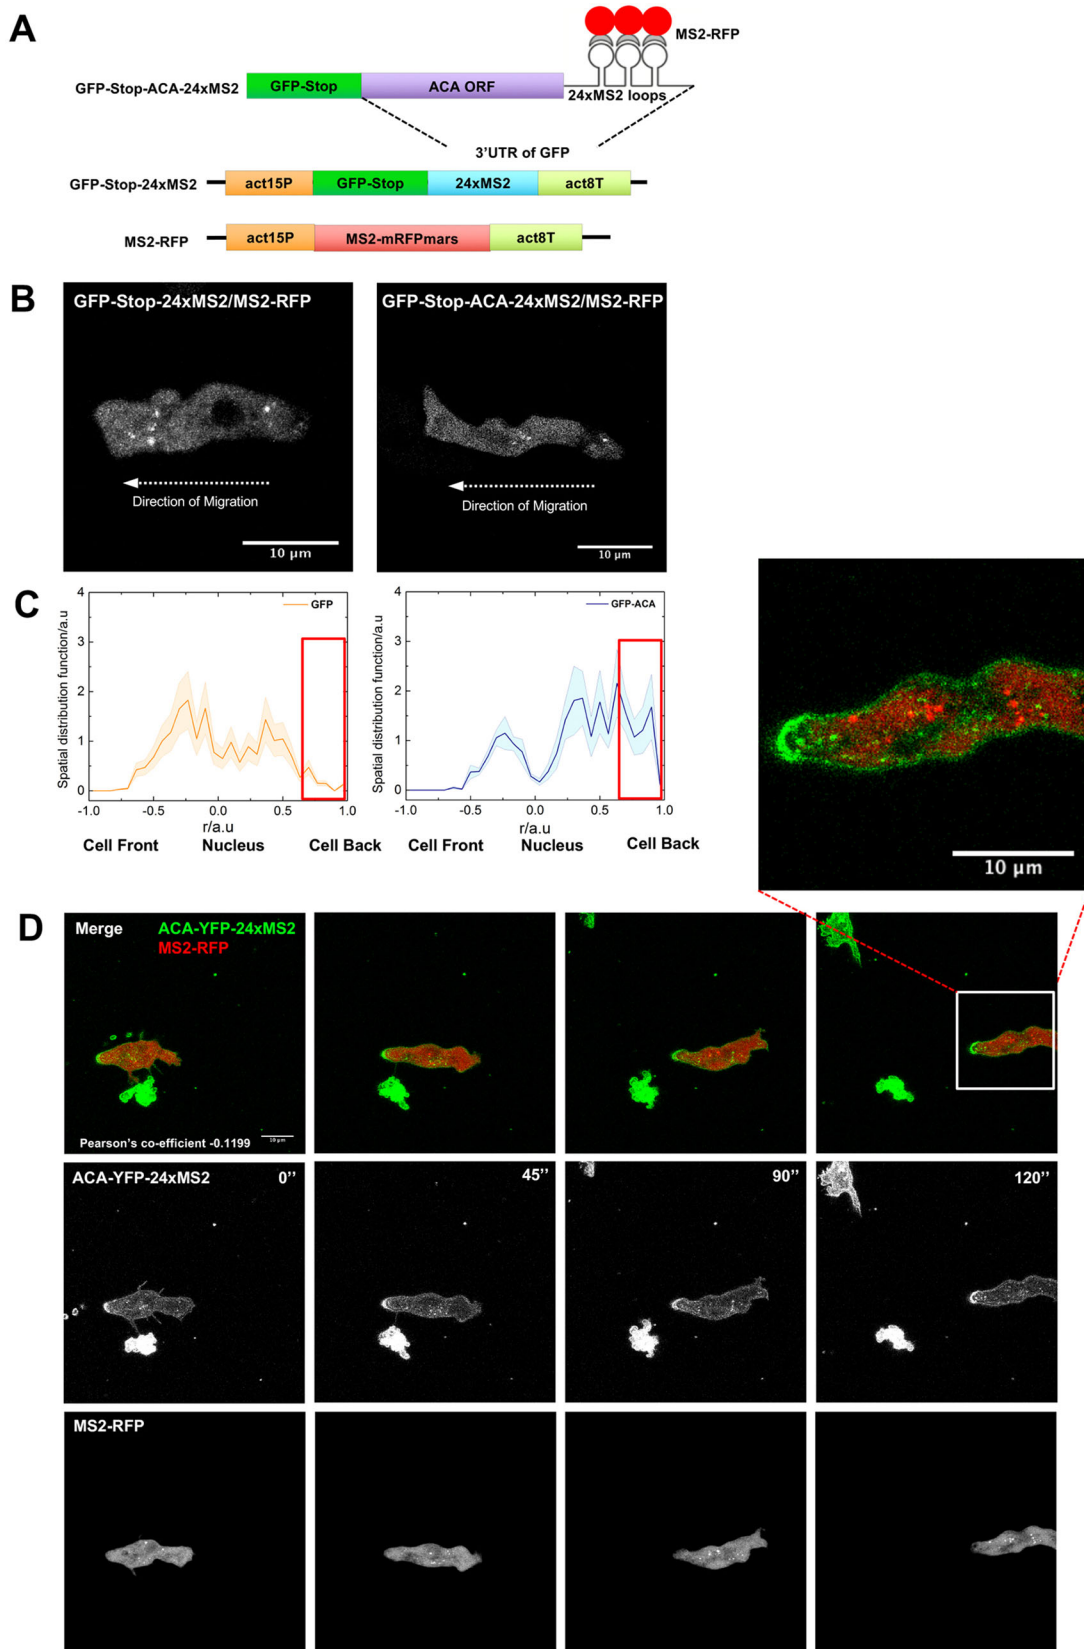 A
MS2-RFP
GFP-Stop-ACA-24xMS2
GFP-Stop
ACA ORF
24xMS2 loops
3'UTR of GFP
GFP-Stop-24xMS2
act15P
GFP-Stop
24xMS2
act8T
MS2-RFP
act15P
MS2-mRFPmars
act8T
B
GFP-Stop-24xMS2/MS2-RFP
Direction of Migration
10 µm
GFP-Stop-ACA-24xMS2/MS2-RFP
Direction of Migration
10 µm
C
Spatial distribution function/a.u
4
3
2
1
0
GFP
-1.0 -0.5 0.0 0.5 1.0
r/a.u
Cell Front Nucleus Cell Back
Spatial distribution function/a.u
4
3
2
1
0
GFP-ACA
-1.0 -0.5 0.0 0.5 1.0
r/a.u
Cell Front Nucleus Cell Back
10 µm
D
Merge ACA-YFP-24xMS2
MS2-RFP
Pearson's co-efficient -0.1199
10 µm
ACA-YFP-24xMS2 0’’
45’’
90’’
120’’
MS2-RFP